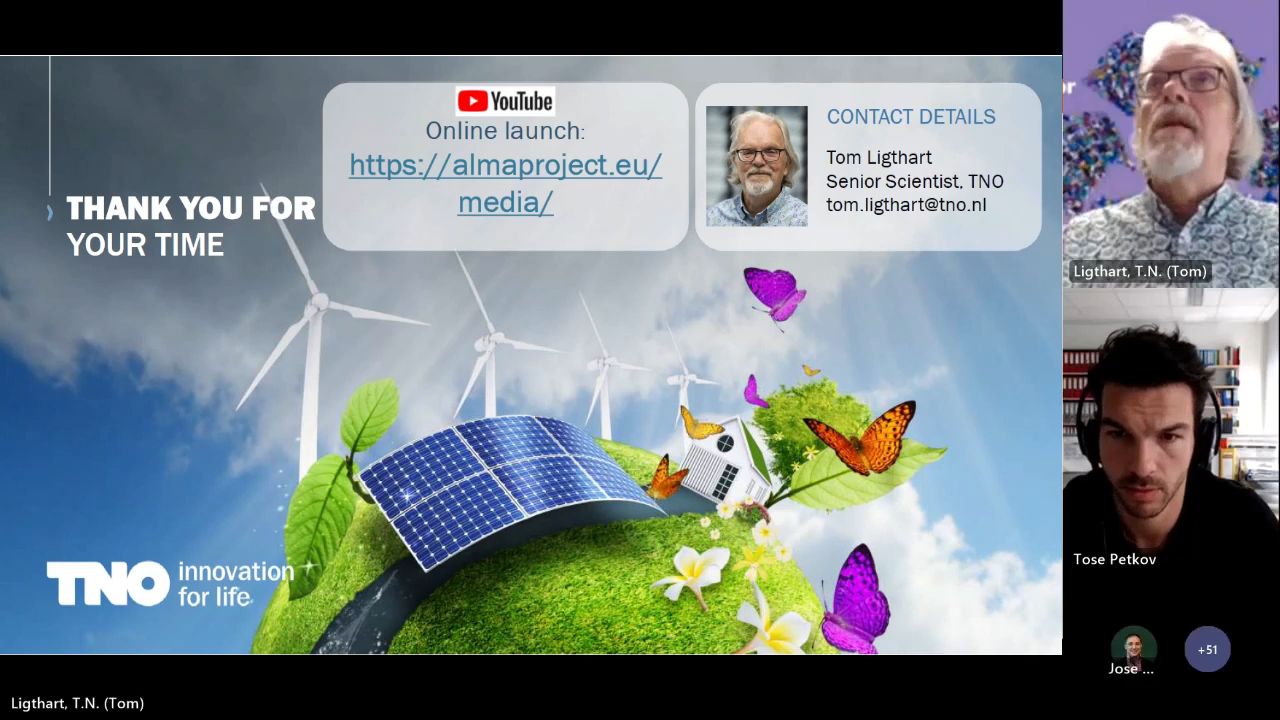 THANK YOU FOR
YOUR TIME
YouTube
Online launch:
https://almaproject.eu/
media/
CONTACT DETAILS
Tom Ligthart
Senior Scientist, TNO
tom.ligthart@tno.nl
TNO innovation
for life
or
Ligthart, T.N. (Tom)
Tose Petkov
Jose ...
+51
Ligthart, T.N. (Tom)